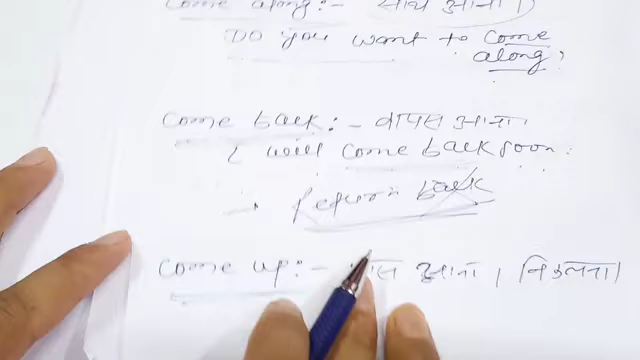 Come along:- साथ आना।
Do you want to come
along?
Come back:- वापस आना।
I will come back soon.
→ Return back
Come up:- पास आना, निकलना।